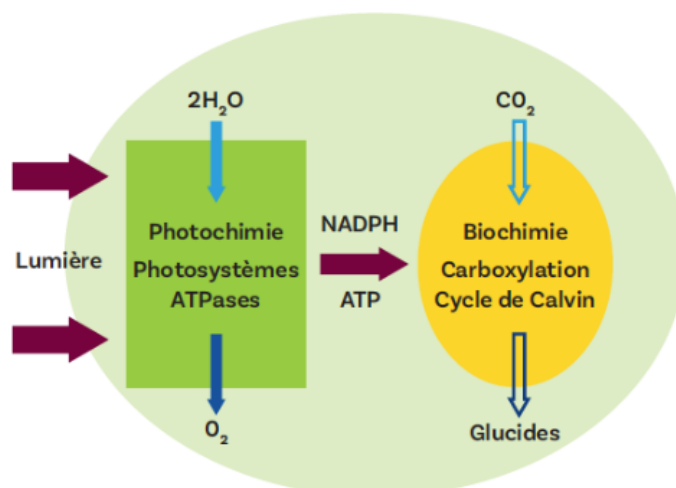 2H₂O
CO₂
Lumière
Photochimie
Photosystèmes
ATPases
NADPH
ATP
Biochimie
Carboxylation
Cycle de Calvin
O₂
Glucides